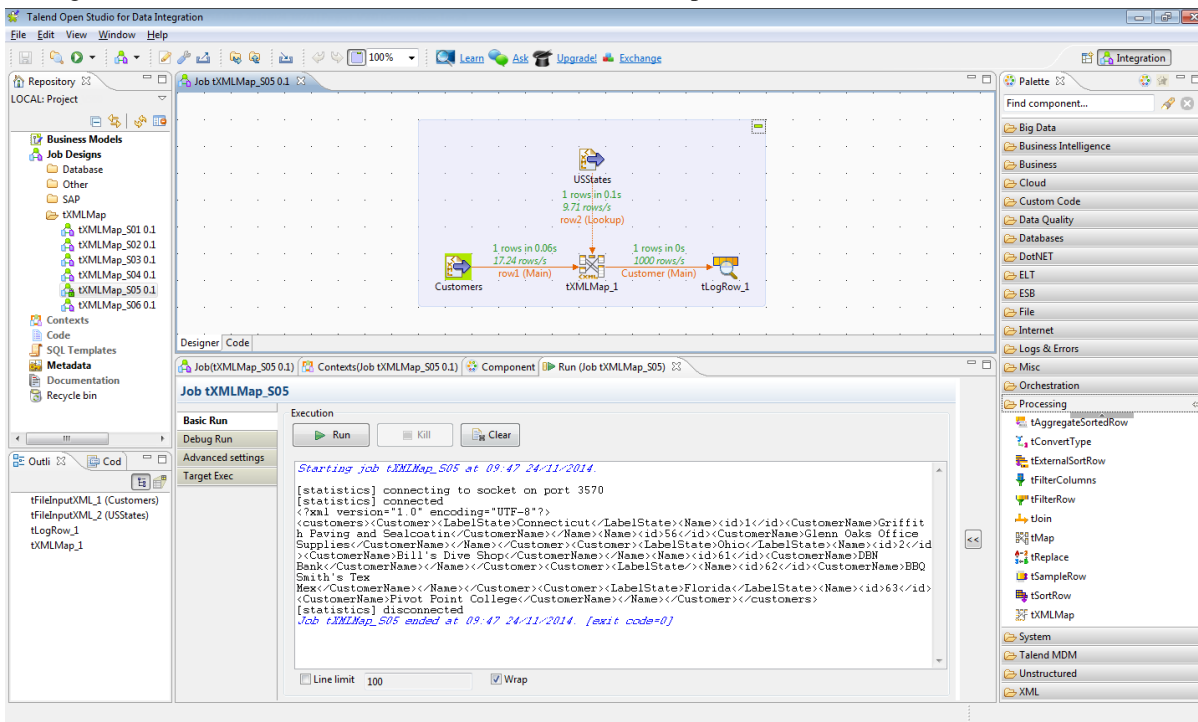 Talend Open Studio for Data Integration
File Edit View Window Help
100% Learn Ask Upgrade! Exchange Integration
Repository
LOCAL: Project
Business Models
Job Designs
Database
Other
SAP
tXMLMap
tXMLMap_S01 0.1
tXMLMap_S02 0.1
tXMLMap_S03 0.1
tXMLMap_S04 0.1
tXMLMap_S05 0.1
tXMLMap_S06 0.1
Contexts
Code
SQL Templates
Metadata
Documentation
Recycle bin
Outli Cod
tFileInputXML_1 (Customers)
tFileInputXML_2 (USStates)
tLogRow_1
tXMLMap_1
Job tXMLMap_S05 0.1
USStates
1 rows in 0.1s
9.71 rows/s
row2 (Lookup)
1 rows in 0.06s
17.24 rows/s
row1 (Main)
1 rows in 0s
1000 rows/s
Customer (Main)
Customers
tXMLMap_1
tLogRow_1
Designer Code
Job(tXMLMap_S05 0.1) Contexts(Job tXMLMap_S05 0.1) Component Run (Job tXMLMap_S05)
Job tXMLMap_S05
Basic Run
Debug Run
Advanced settings
Target Exec
Execution
Run Kill Clear
Starting job tXMLMap_S05 at 09:47 24/11/2014.
[statistics] connecting to socket on port 3570
[statistics] connected
<?xml version="1.0" encoding="UTF-8"?>
<customers><Customer><LabelState>Connecticut</LabelState><Name><id>1</id><CustomerName>Griffit
h Paving and Sealcoatin</CustomerName><Name><id>56</id><CustomerName>Glenn Oaks Office
Supplies</CustomerName></Name></Customer><Customer><LabelState>Ohio</LabelState><Name><id>2</id
><CustomerName>Bill's Dive Shop</CustomerName></Name><Name><id>61</id><CustomerName>DBN
Bank</CustomerName></Name></Customer><Customer><LabelState/><Name><id>62</id><CustomerName>BBQ
Smith's Tex
Mex</CustomerName></Name></Customer><Customer><LabelState>Florida</LabelState><Name><id>63</id>
<CustomerName>Pivot Point College</CustomerName></Name></Customer></customers>
[statistics] disconnected
Job tXMLMap_S05 ended at 09:47 24/11/2014. [exit code=0]
Line limit 100 Wrap
<<
Palette
Find component...
Big Data
Business Intelligence
Business
Cloud
Custom Code
Data Quality
Databases
DotNET
ELT
ESB
File
Internet
Logs & Errors
Misc
Orchestration
Processing
tAggregateSortedRow
tConvertType
tExternalSortRow
tFilterColumns
tFilterRow
tJoin
tMap
tReplace
tSampleRow
tSortRow
tXMLMap
System
Talend MDM
Unstructured
XML